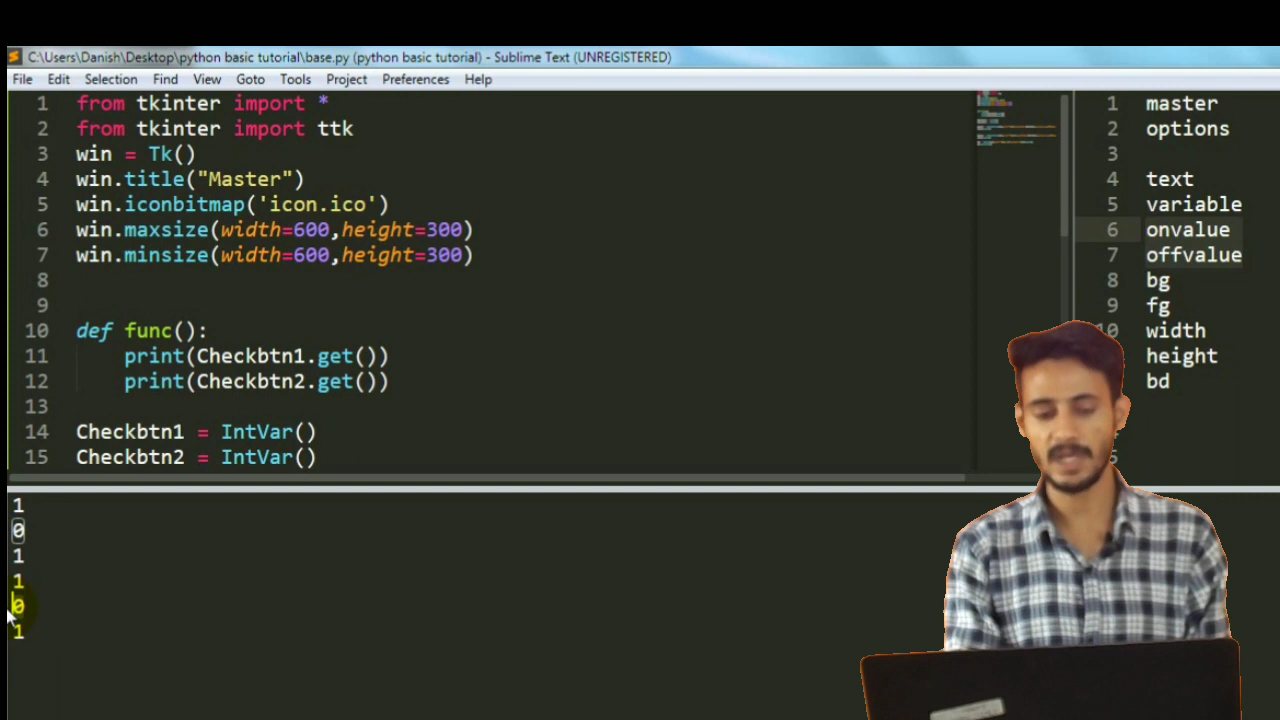 C:\Users\Danish\Desktop\python basic tutorial\base.py (python basic tutorial) - Sublime Text (UNREGISTERED)
File Edit Selection Find View Goto Tools Project Preferences Help
1 from tkinter import *
2 from tkinter import ttk
3 win = Tk()
4 win.title("Master")
5 win.iconbitmap('icon.ico')
6 win.maxsize(width=600,height=300)
7 win.minsize(width=600,height=300)
8
9
10 def func():
11 print(Checkbtn1.get())
12 print(Checkbtn2.get())
13
14 Checkbtn1 = IntVar()
15 Checkbtn2 = IntVar()
1 master
2 options
3
4 text
5 variable
6 onvalue
7 offvalue
8 bg
9 fg
10 width
height
bd
1
0
1
1
0
1